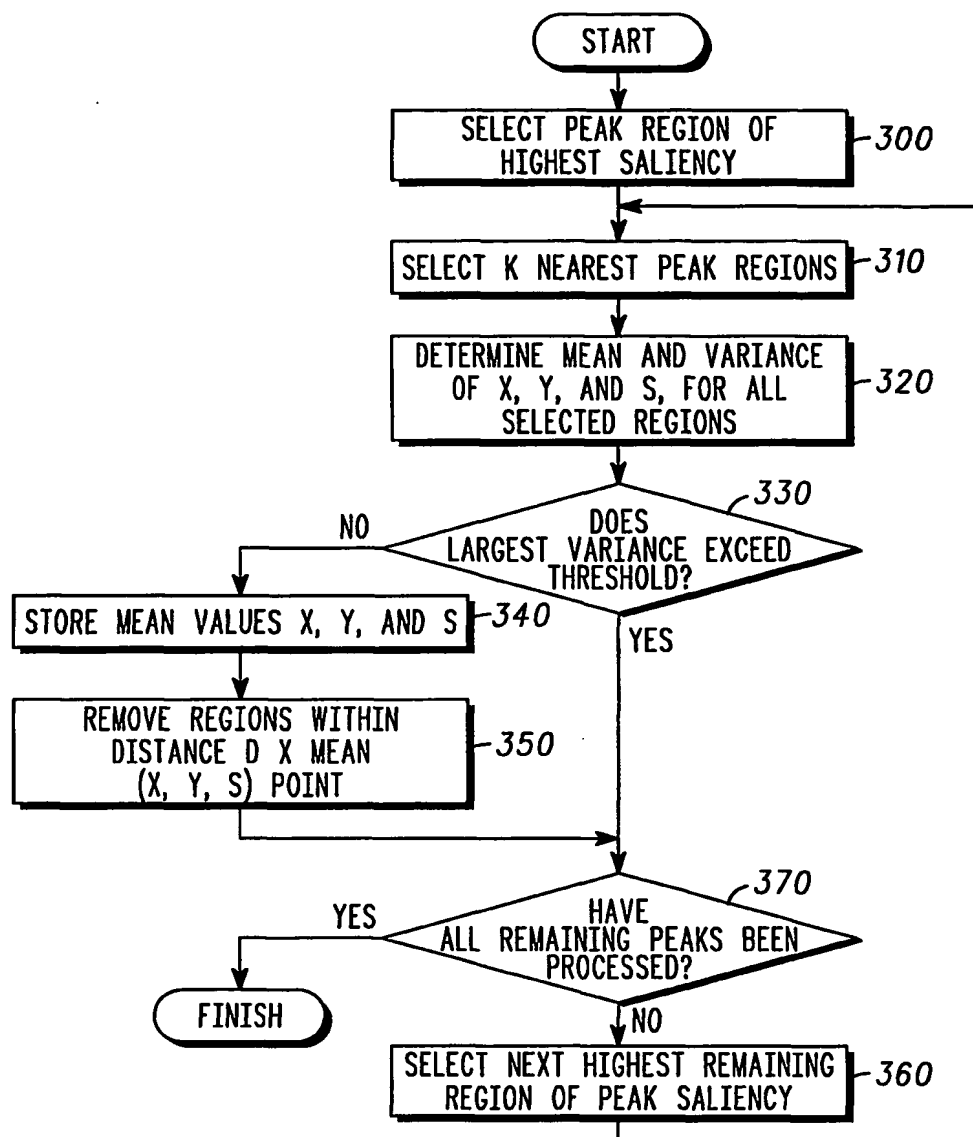 START
SELECT PEAK REGION OF
HIGHEST SALIENCY
300
SELECT K NEAREST PEAK REGIONS
310
DETERMINE MEAN AND VARIANCE
OF X, Y, AND S, FOR ALL
SELECTED REGIONS
320
330
DOES
LARGEST VARIANCE EXCEED
THRESHOLD?
NO
YES
STORE MEAN VALUES X, Y, AND S
340
REMOVE REGIONS WITHIN
DISTANCE D X MEAN
(X, Y, S) POINT
350
370
HAVE
ALL REMAINING PEAKS BEEN
PROCESSED?
YES
NO
FINISH
SELECT NEXT HIGHEST REMAINING
REGION OF PEAK SALIENCY
360